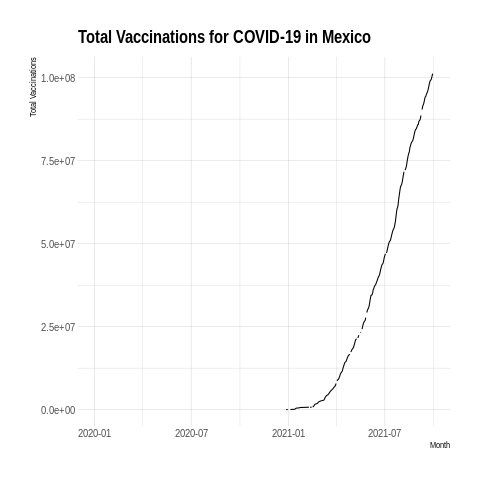 Total Vaccinations for COVID-19 in Mexico
Total Vaccinations
1.0e+08
7.5e+07
5.0e+07
2.5e+07
0.0e+00
2020-01
2020-07
2021-01
2021-07
Month